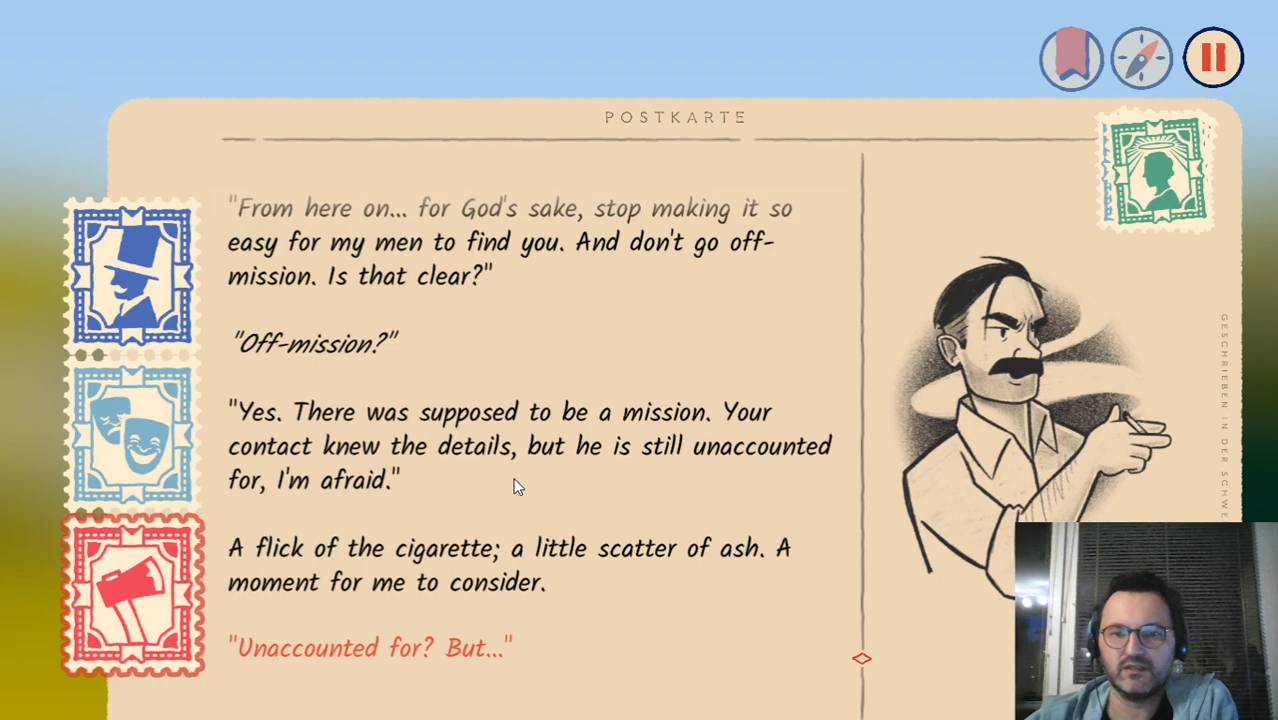 POSTKARTE
"From here on... for God's sake, stop making it so
easy for my men to find you. And don't go off-
mission. Is that clear?"
"Off-mission?"
"Yes. There was supposed to be a mission. Your
contact knew the details, but he is still unaccounted
for, I'm afraid."
A flick of the cigarette; a little scatter of ash. A
moment for me to consider.
"Unaccounted for? But..."
GESCHRIEBEN IN DER SCHWE